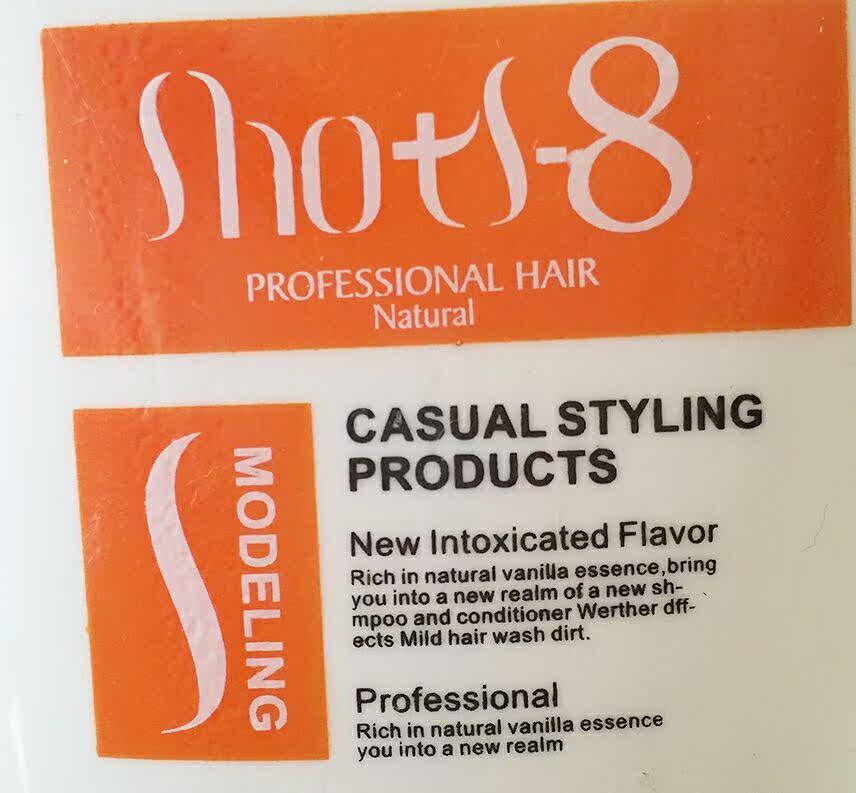 Shots-8
PROFESSIONAL HAIR
Natural
S MODELING
CASUAL STYLING
PRODUCTS
New Intoxicated Flavor
Rich in natural vanilla essence,bring
you into a new realm of a new sh-
mpoo and conditioner Werther dff-
ects Mild hair wash dirt.
Professional
Rich in natural vanilla essence
you into a new realm